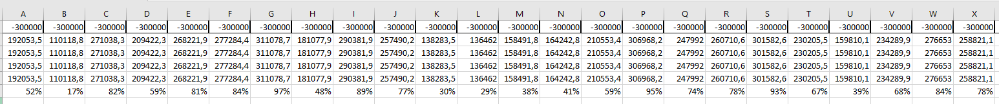 A B C D E F G H I J K L M N O P Q R S T U V W X
-300000 -300000 -300000 -300000 -300000 -300000 -300000 -300000 -300000 -300000 -300000 -300000 -300000 -300000 -300000 -300000 -300000 -300000 -300000 -300000 -300000 -300000 -300000 -300000
192053,5 110118,8 271038,3 209422,3 268221,9 277284,4 311078,7 181077,9 290381,9 257490,2 138283,5 136462 158491,8 164242,8 210553,4 306968,2 247992 260710,6 301582,6 230205,5 159810,1 234289,9 276653 258821,1
192053,5 110118,8 271038,3 209422,3 268221,9 277284,4 311078,7 181077,9 290381,9 257490,2 138283,5 136462 158491,8 164242,8 210553,4 306968,2 247992 260710,6 301582,6 230205,5 159810,1 234289,9 276653 258821,1
192053,5 110118,8 271038,3 209422,3 268221,9 277284,4 311078,7 181077,9 290381,9 257490,2 138283,5 136462 158491,8 164242,8 210553,4 306968,2 247992 260710,6 301582,6 230205,5 159810,1 234289,9 276653 258821,1
192053,5 110118,8 271038,3 209422,3 268221,9 277284,4 311078,7 181077,9 290381,9 257490,2 138283,5 136462 158491,8 164242,8 210553,4 306968,2 247992 260710,6 301582,6 230205,5 159810,1 234289,9 276653 258821,1
52% 17% 82% 59% 81% 84% 97% 48% 89% 77% 30% 29% 38% 41% 59% 95% 74% 78% 93% 67% 39% 68% 84% 78%